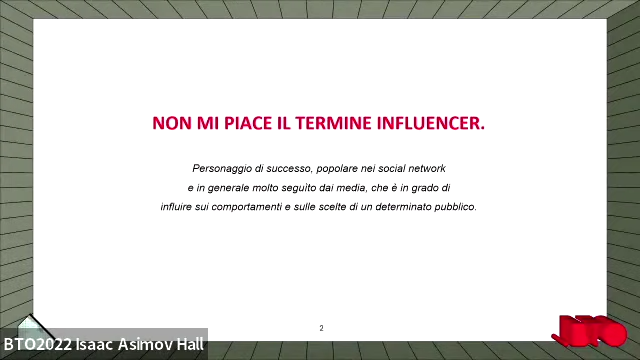 NON MI PIACE IL TERMINE INFLUENCER.
Personaggio di successo, popolare nei social network
e in generale molto seguìto dai media, che è in grado di
influire sui comportamenti e sulle scelte di un determinato pubblico.
2
BTO2022 Isaac Asimov Hall
BTO